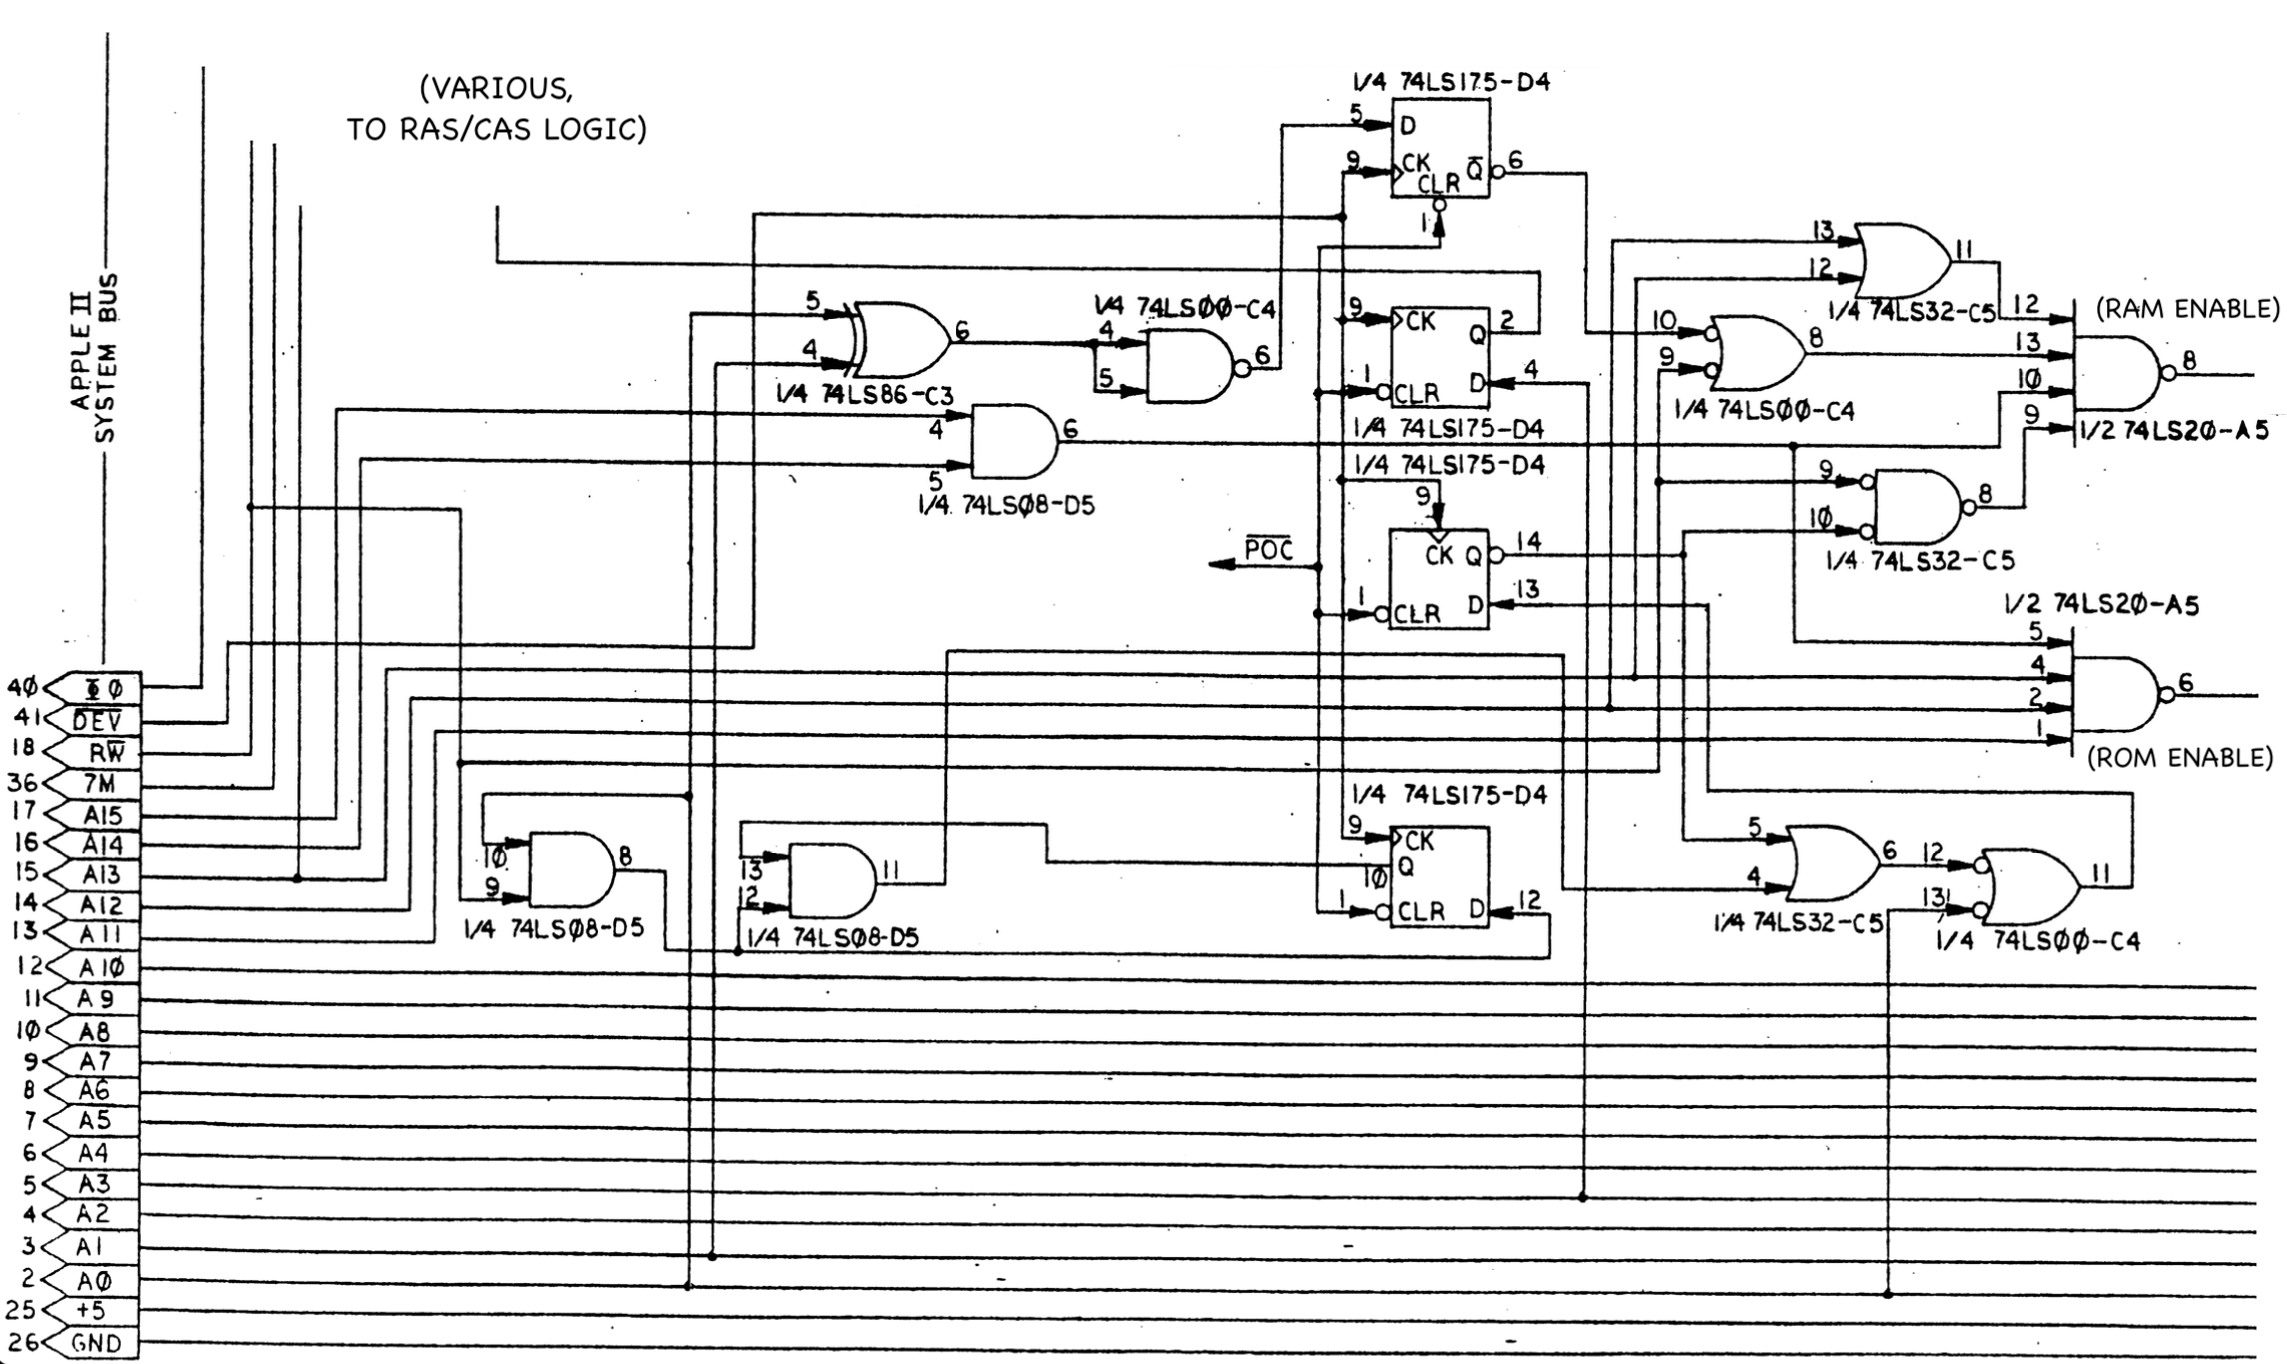 (VARIOUS,
TO RAS/CAS LOGIC)
APPLE II
SYSTEM BUS
1/4 74LS175-D4
5
D
9
CK
CLR
Q̅
6
1
13
12
11
1/4 74LS32-C5
5
4
6
1/4 74LS86-C3
1/4 74LS00-C4
4
5
6
9
CK
Q
2
1
CLR
D
4
1/4 74LS175-D4
10
9
8
1/4 74LS00-C4
12
(RAM ENABLE)
13
10
9
8
1/2 74LS20-A5
4
5
6
1/4 74LS08-D5
1/4 74LS175-D4
9
CK
Q
14
1
CLR
D
13
P̅O̅C̅
9
10
8
1/4 74LS32-C5
1/2 74LS20-A5
5
4
2
1
6
(ROM ENABLE)
10
9
8
1/4 74LS08-D5
13
12
11
1/4 74LS08-D5
1/4 74LS175-D4
9
CK
Q
10
1
CLR
D
12
5
4
6
1/4 74LS32-C5
12
13
11
1/4 74LS00-C4
40 Φ0
41 D̅E̅V̅
18 RW̅
36 7M
17 A15
16 A14
15 A13
14 A12
13 A11
12 A10
11 A9
10 A8
9 A7
8 A6
7 A5
6 A4
5 A3
4 A2
3 A1
2 A0
25 +5
26 GND